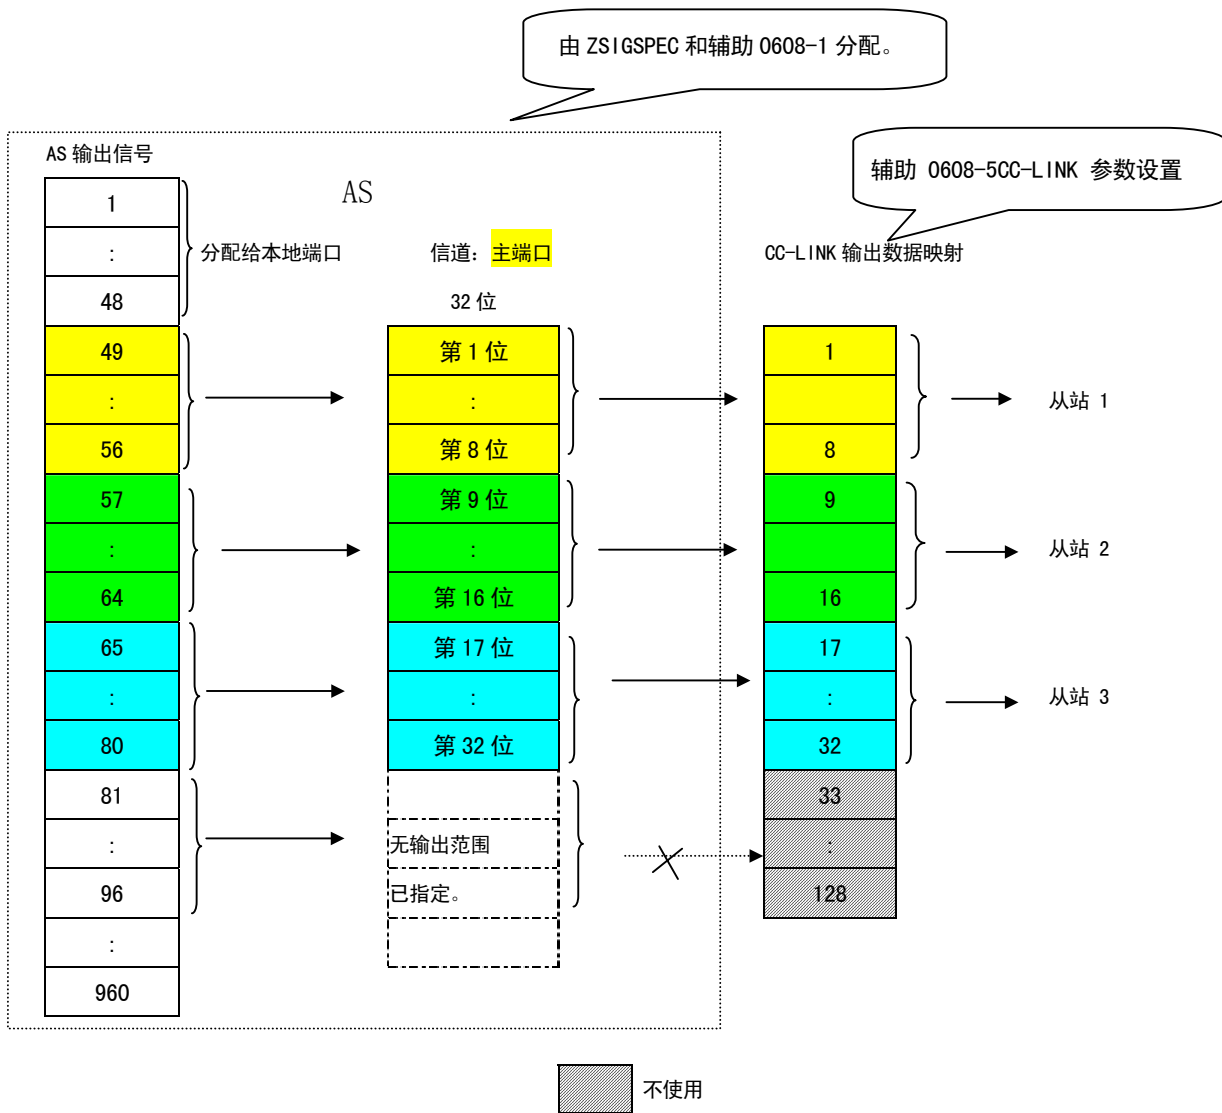 由 ZSIGSPEC 和辅助 0608-1 分配。
辅助 0608-5CC-LINK 参数设置
AS 输出信号
AS
分配给本地端口
信道：主端口
CC-LINK 输出数据映射
32 位
1
:
48
49
:
56
57
:
64
65
:
80
81
:
96
:
960
第 1 位
:
第 8 位
第 9 位
:
第 16 位
第 17 位
:
第 32 位
无输出范围
已指定。
1
8
9
16
17
:
32
33
:
128
从站 1
从站 2
从站 3
不使用